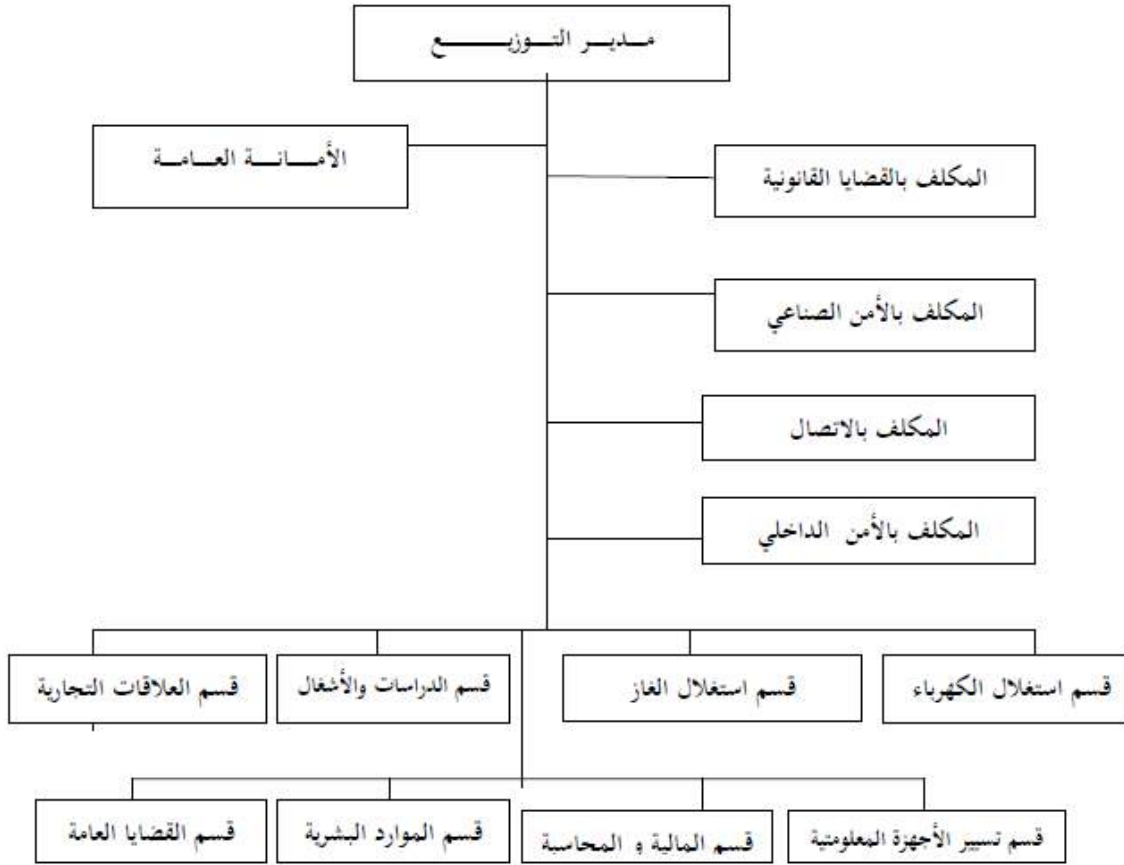 مدير التوزيع
الأمانة العامة
المكلف بالقضايا القانونية
المكلف بالأمن الصناعي
المكلف بالاتصال
المكلف بالأمن الداخلي
قسم استغلال الكهرباء
قسم استغلال الغاز
قسم الدراسات والأشغال
قسم العلاقات التجارية
قسم تسيير الأجهزة المعلوماتية
قسم المالية و المحاسبة
قسم الموارد البشرية
قسم القضايا العامة